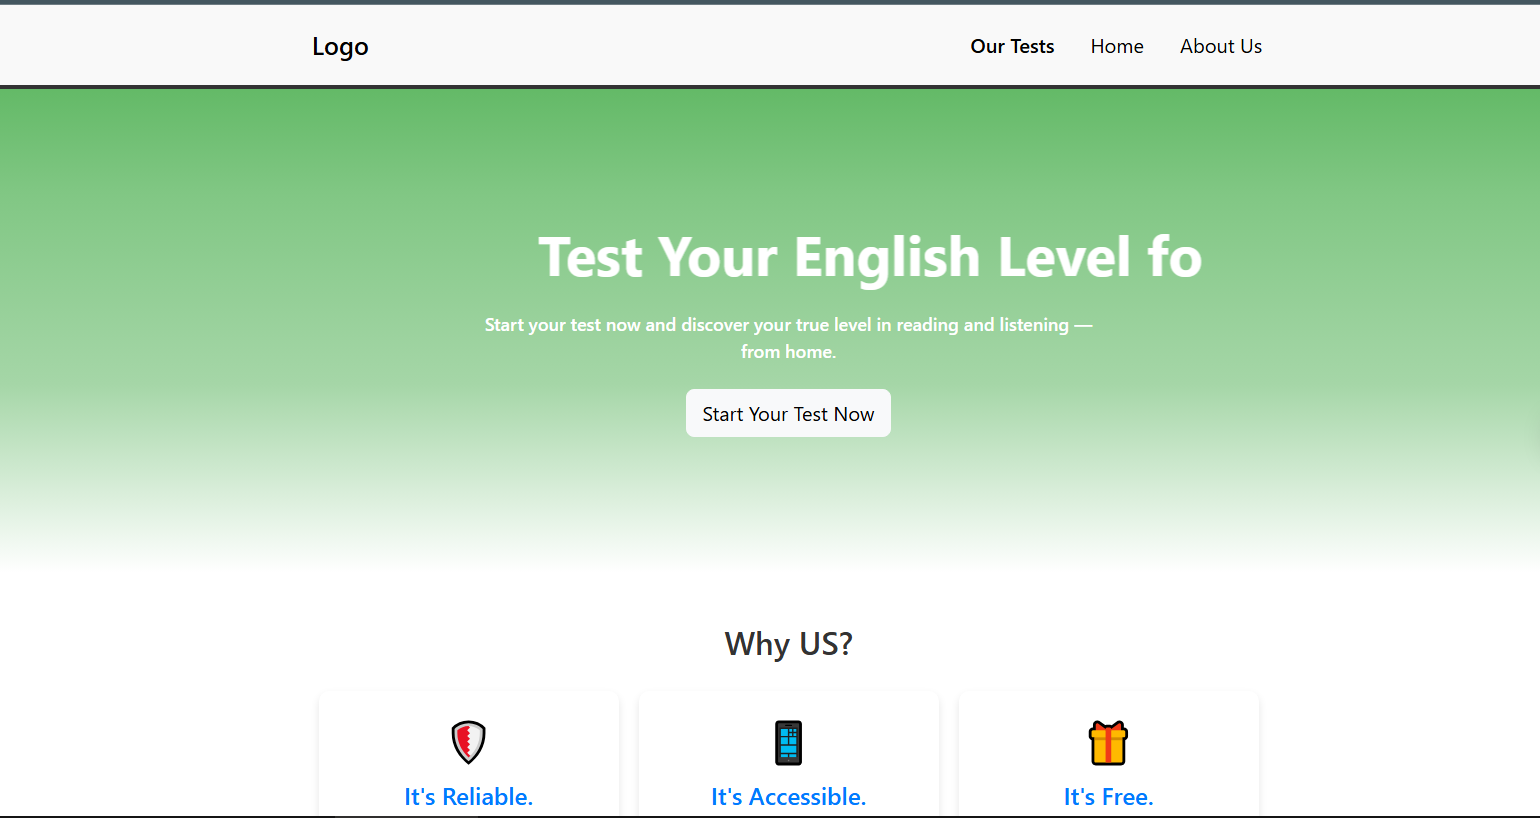 Logo
Our Tests
Home
About Us
Test Your English Level fo
Start your test now and discover your true level in reading and listening —
from home.
Start Your Test Now
Why US?
It's Reliable.
It's Accessible.
It's Free.